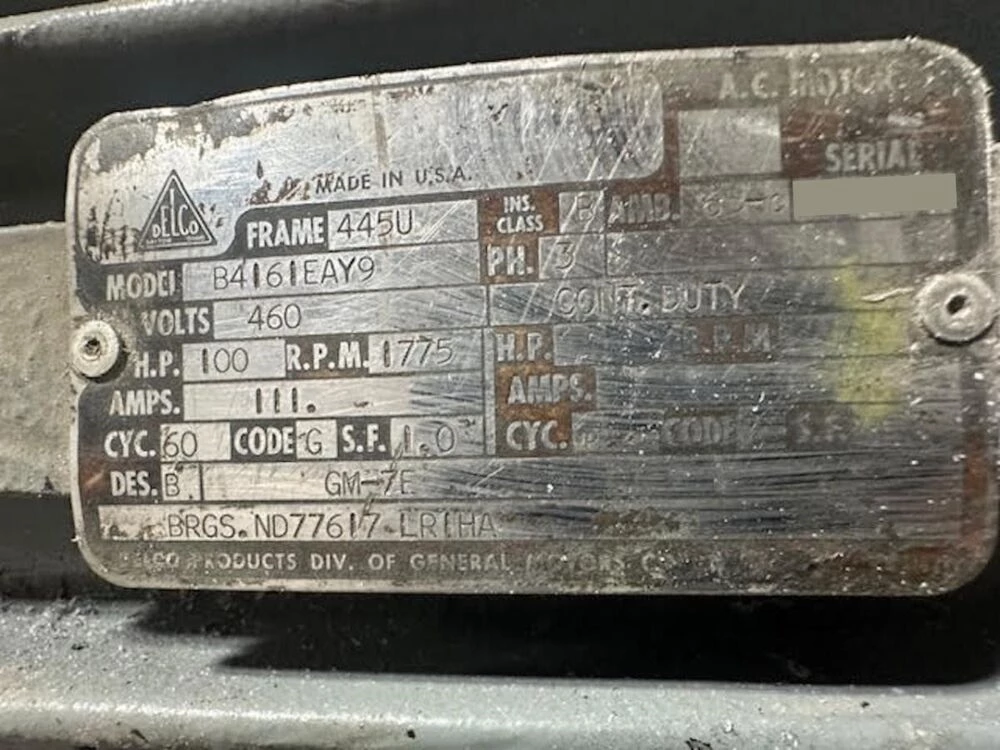 A.C. MOTOR
SERIAL
MADE IN U.S.A.
DELCO
FRAME 445U INS. CLASS B AMB.
MODEL B4161EAY9 PH. 3
VOLTS 460 CONT. DUTY
H.P. 100 R.P.M. 1775 H.P. R.P.M.
AMPS. 111. AMPS.
CYC. 60 CODE G S.F. 1.0 CYC. CODE S.F.
DES. B GM-7E
BRGS. ND77617 LR1HA
DELCO PRODUCTS DIV. OF GENERAL MOTORS